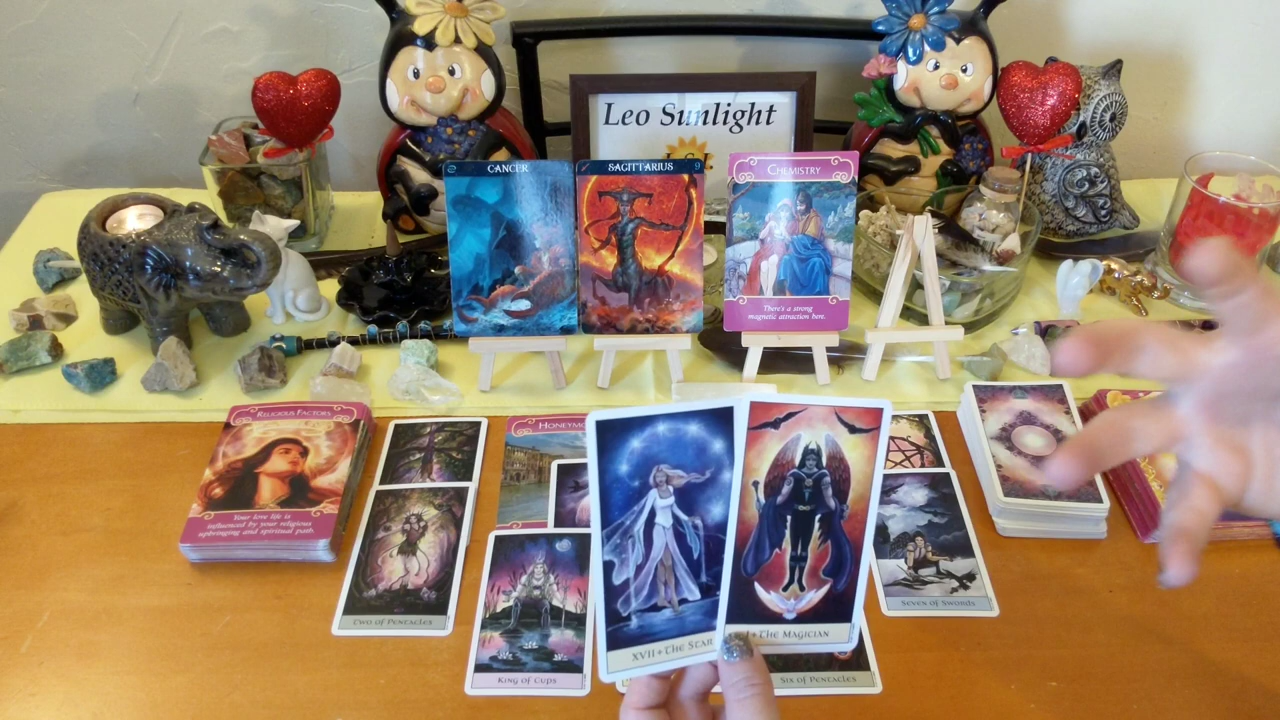 Leo Sunlight
CANCER
SAGITTARIUS 9
CHEMISTRY
There's a strong
magnetic attraction here.
RELIGIOUS FACTORS
Your love life is
influenced by your religious
upbringing and spiritual path.
HONEYMO
TWO OF PENTACLES
KING OF CUPS
XVII THE STAR
I THE MAGICIAN
SIX OF PENTACLES
SEVEN OF SWORDS